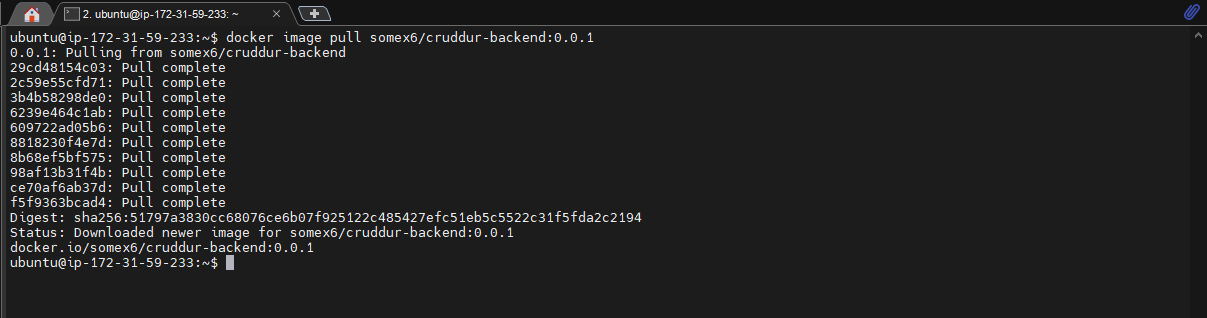 2. ubuntu@ip-172-31-59-233: ~
ubuntu@ip-172-31-59-233:~$ docker image pull somex6/cruddur-backend:0.0.1
0.0.1: Pulling from somex6/cruddur-backend
29cd48154c03: Pull complete
2c59e55cfd71: Pull complete
3b4b58298de0: Pull complete
6239e464c1ab: Pull complete
609722ad05b6: Pull complete
8818230f4e7d: Pull complete
8b68ef5bf575: Pull complete
98af13b31f4b: Pull complete
ce70af6ab37d: Pull complete
f5f9363bcad4: Pull complete
Digest: sha256:51797a3830cc68076ce6b07f925122c485427efc51eb5c5522c31f5fda2c2194
Status: Downloaded newer image for somex6/cruddur-backend:0.0.1
docker.io/somex6/cruddur-backend:0.0.1
ubuntu@ip-172-31-59-233:~$